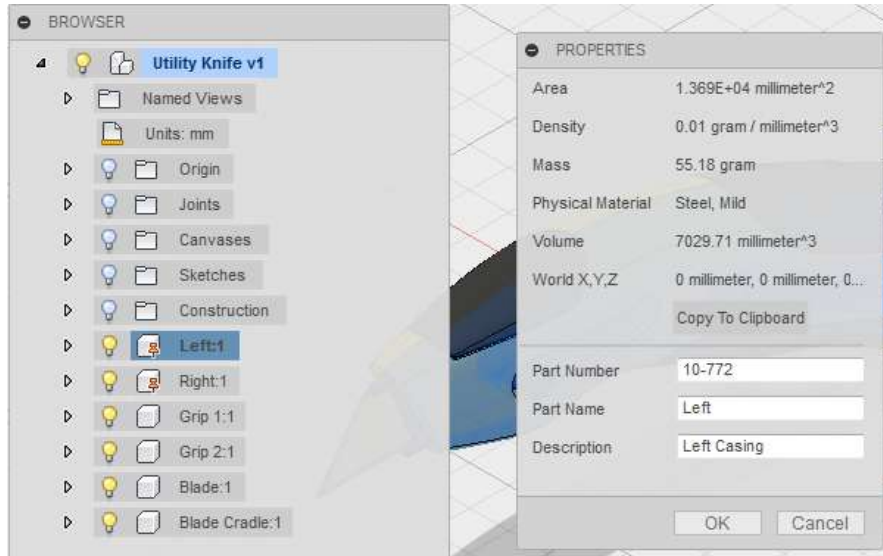 BROWSER
Utility Knife v1
Named Views
Units: mm
Origin
Joints
Canvases
Sketches
Construction
Left:1
Right:1
Grip 1:1
Grip 2:1
Blade:1
Blade Cradle:1
PROPERTIES
Area 1.369E+04 millimeter^2
Density 0.01 gram / millimeter^3
Mass 55.18 gram
Physical Material Steel, Mild
Volume 7029.71 millimeter^3
World X,Y,Z 0 millimeter, 0 millimeter, 0...
Copy To Clipboard
Part Number 10-772
Part Name Left
Description Left Casing
OK Cancel